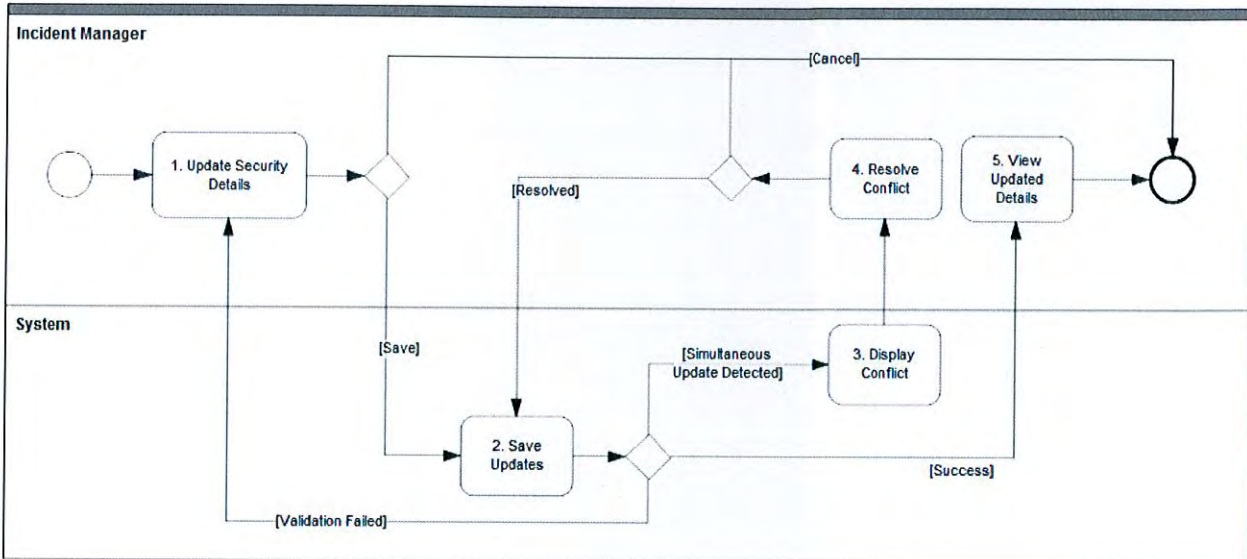 Incident Manager
[Cancel]
1. Update Security
Details
4. Resolve
Conflict
5. View
Updated
Details
[Resolved]
System
[Save]
[Simultaneous
Update Detected]
3. Display
Conflict
2. Save
Updates
[Success]
[Validation Failed]